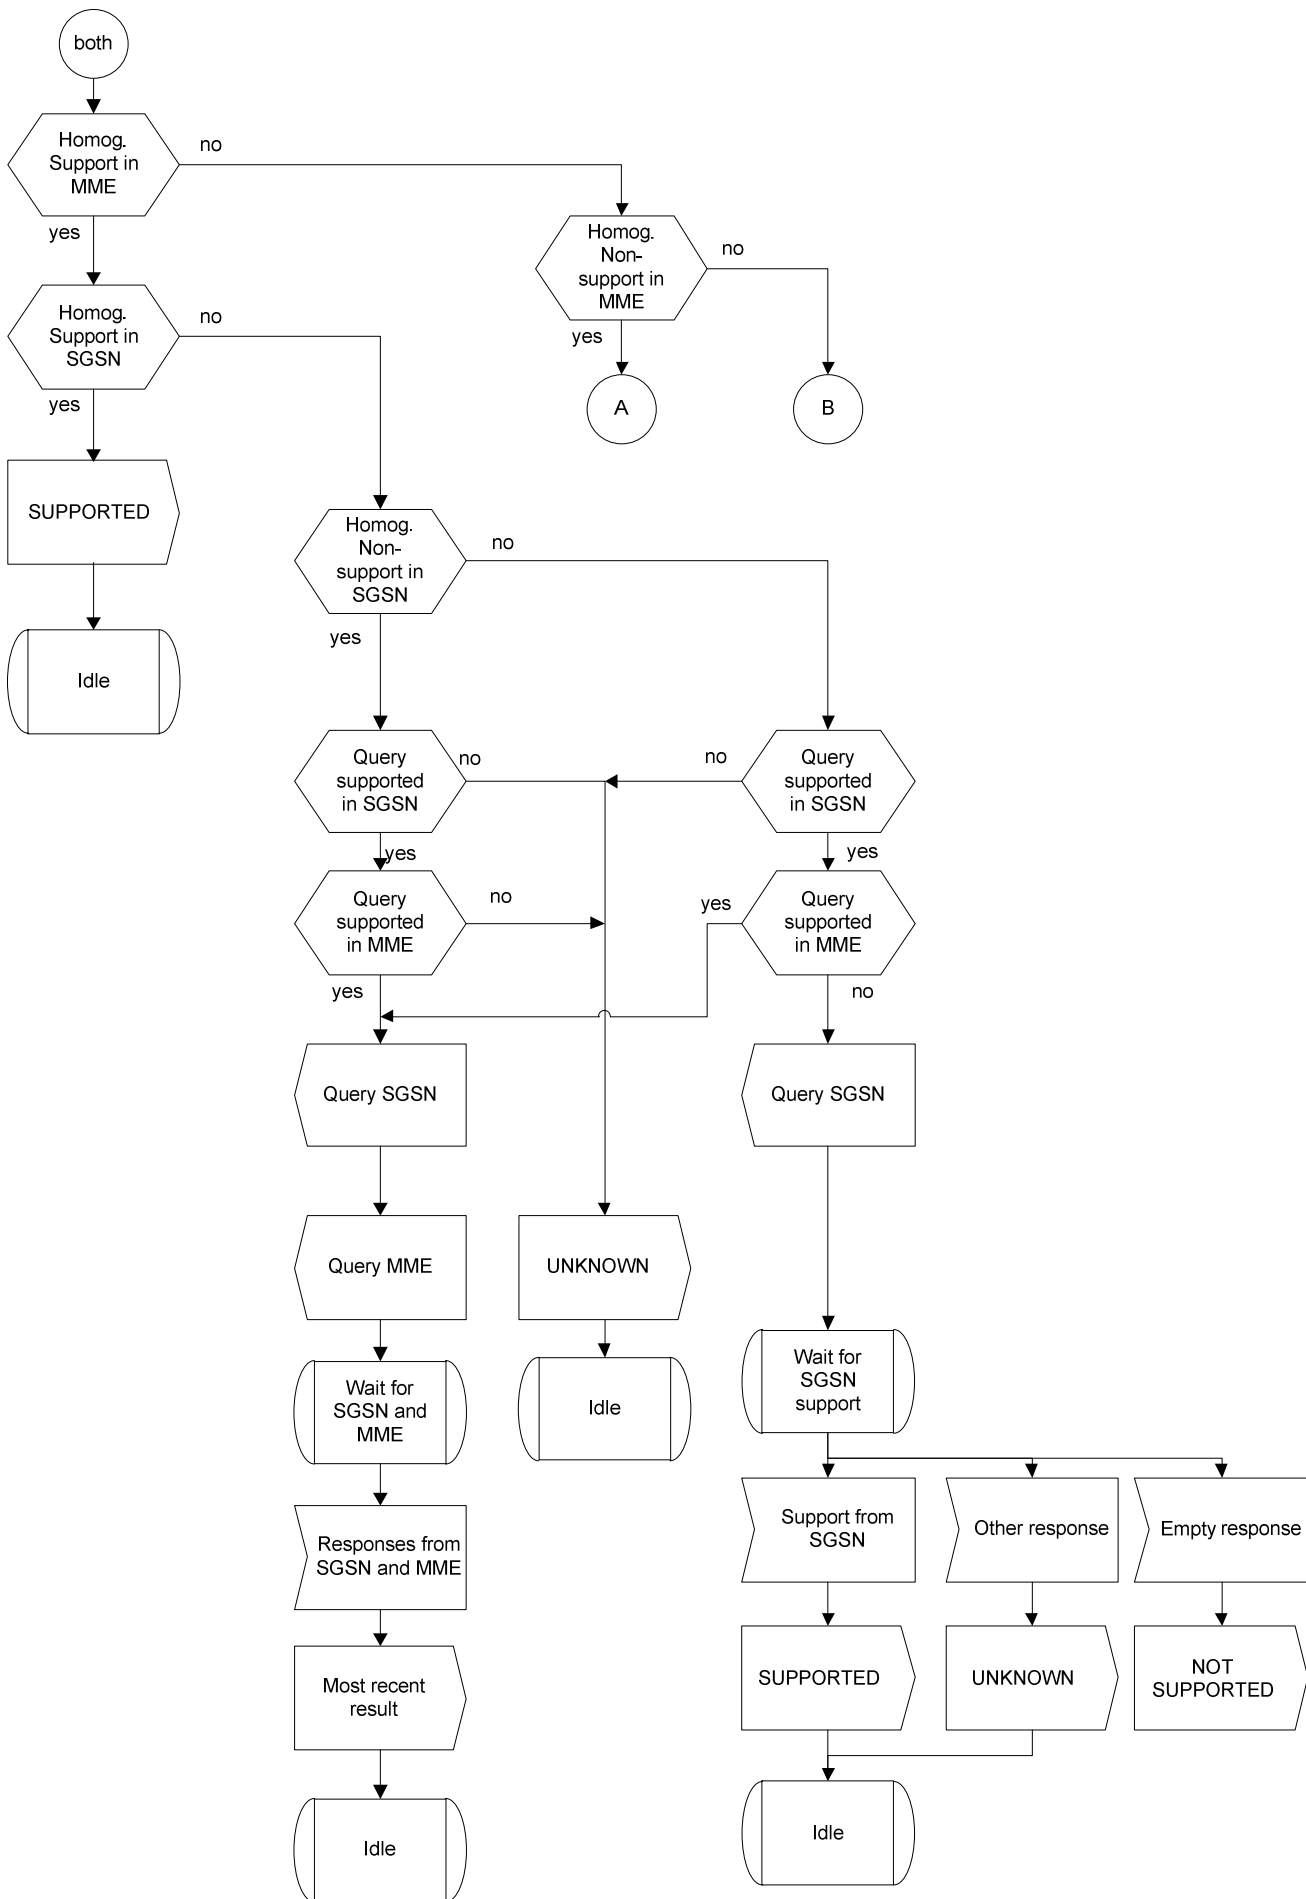 both
Homog.
Support in
MME
no
yes
Homog.
Non-
support in
MME
no
yes
A
B
Homog.
Support in
SGSN
no
yes
SUPPORTED
Idle
Homog.
Non-
support in
SGSN
no
yes
Query
supported
in SGSN
no
yes
no
Query
supported
in SGSN
yes
Query
supported
in MME
no
yes
yes
Query
supported
in MME
no
Query SGSN
Query SGSN
Query MME
UNKNOWN
Wait for
SGSN and
MME
Idle
Wait for
SGSN
support
Responses from
SGSN and MME
Support from
SGSN
Other response
Empty response
Most recent
result
SUPPORTED
UNKNOWN
NOT
SUPPORTED
Idle
Idle